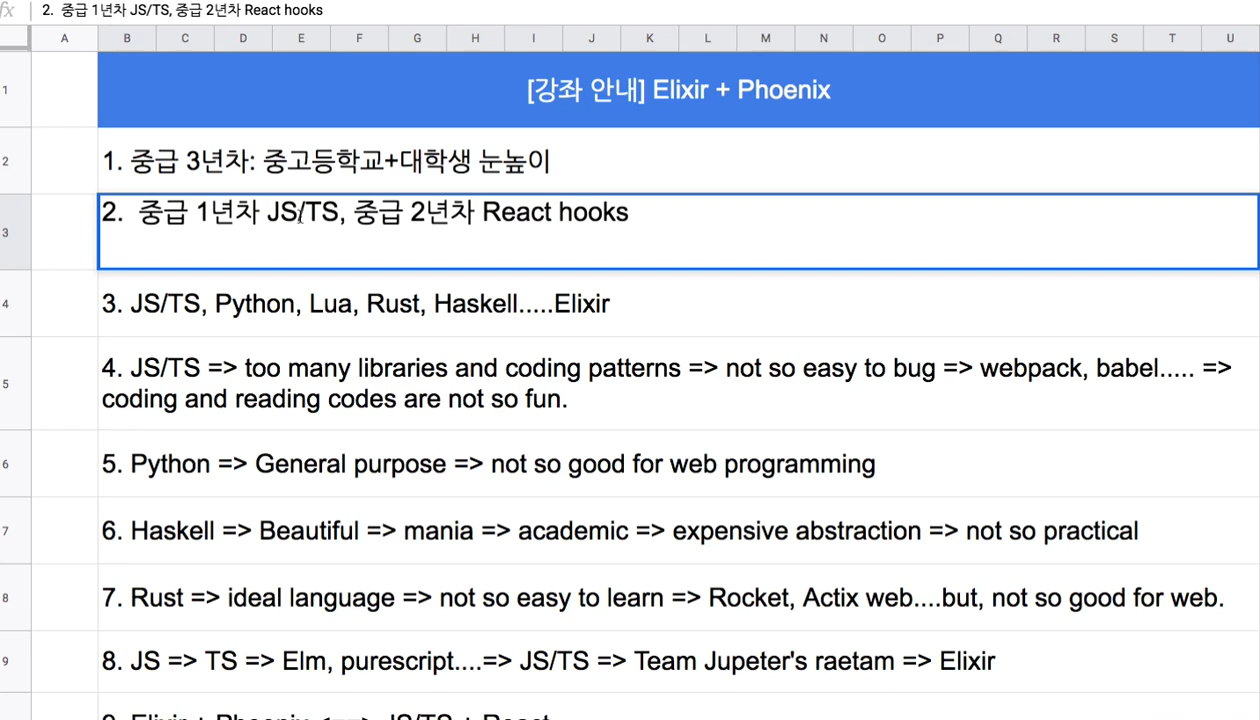 fx 2. 중급 1년차 JS/TS, 중급 2년차 React hooks
A B C D E F G H I J K L M N O P Q R S T U
1 [강좌 안내] Elixir + Phoenix
2 1. 중급 3년차: 중고등학교+대학생 눈높이
3 2. 중급 1년차 JS/TS, 중급 2년차 React hooks
4 3. JS/TS, Python, Lua, Rust, Haskell.....Elixir
5 4. JS/TS => too many libraries and coding patterns => not so easy to bug => webpack, babel..... =>
coding and reading codes are not so fun.
6 5. Python => General purpose => not so good for web programming
7 6. Haskell => Beautiful => mania => academic => expensive abstraction => not so practical
8 7. Rust => ideal language => not so easy to learn => Rocket, Actix web....but, not so good for web.
9 8. JS => TS => Elm, purescript....=> JS/TS => Team Jupeter's raetam => Elixir
9. Elixir + Phoenix <==> JS/TS + React